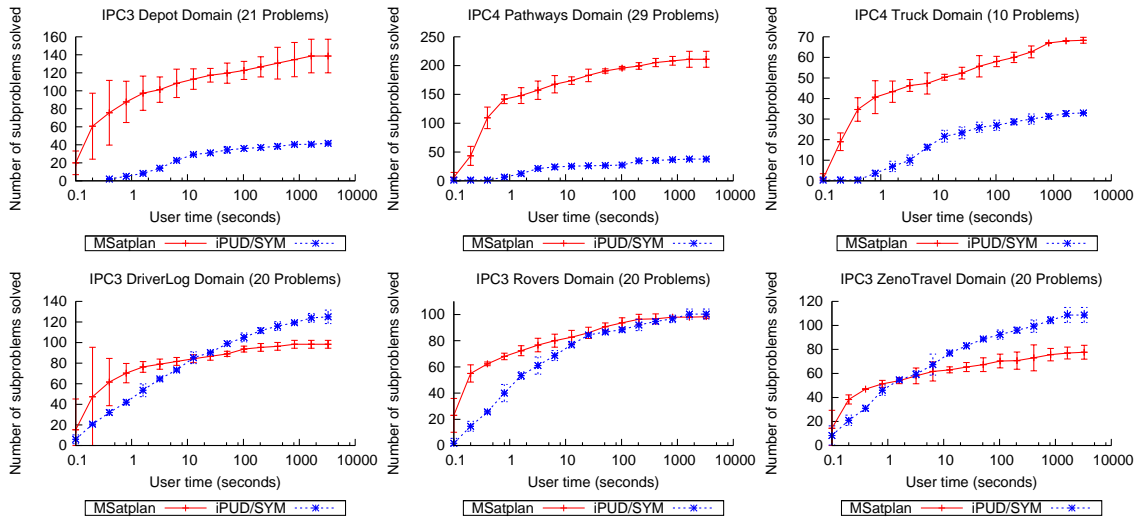 IPC3 Depot Domain (21 Problems)
Number of subproblems solved
160
140
120
100
80
60
40
20
0
0.1 1 10 100 1000 10000
User time (seconds)
MSatplan iPUD/SYM
IPC4 Pathways Domain (29 Problems)
Number of subproblems solved
250
200
150
100
50
0
0.1 1 10 100 1000 10000
User time (seconds)
MSatplan iPUD/SYM
IPC4 Truck Domain (10 Problems)
Number of subproblems solved
70
60
50
40
30
20
10
0
0.1 1 10 100 1000 10000
User time (seconds)
MSatplan iPUD/SYM
IPC3 DriverLog Domain (20 Problems)
Number of subproblems solved
140
120
100
80
60
40
20
0
0.1 1 10 100 1000 10000
User time (seconds)
MSatplan iPUD/SYM
IPC3 Rovers Domain (20 Problems)
Number of subproblems solved
100
80
60
40
20
0
0.1 1 10 100 1000 10000
User time (seconds)
MSatplan iPUD/SYM
IPC3 ZenoTravel Domain (20 Problems)
Number of subproblems solved
120
100
80
60
40
20
0
0.1 1 10 100 1000 10000
User time (seconds)
MSatplan iPUD/SYM